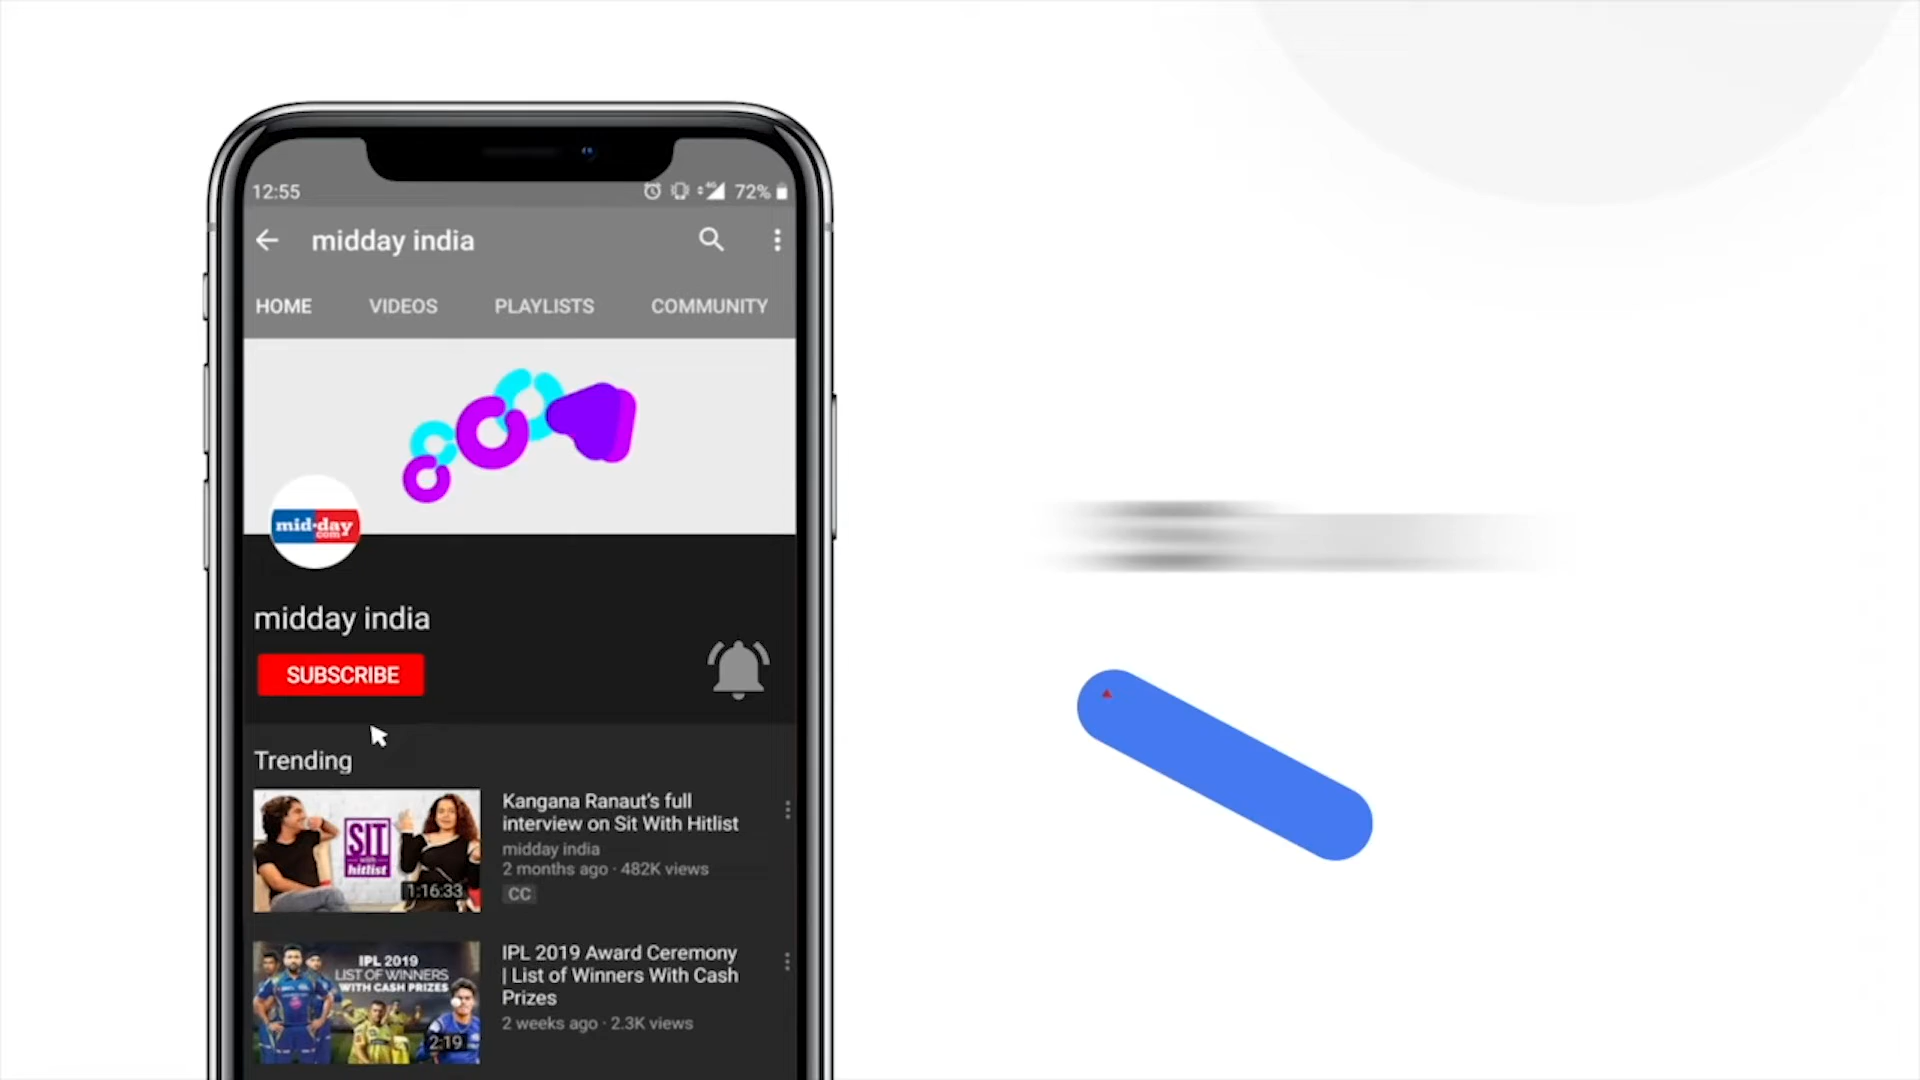 12:55
4G
72%
midday india
HOME VIDEOS PLAYLISTS COMMUNITY
mid-day
com
midday india
SUBSCRIBE
Trending
SIT
with
hitlist
1:16:33
Kangana Ranaut's full
interview on Sit With Hitlist
midday india
2 months ago · 482K views
CC
IPL 2019
LIST OF WINNERS
WITH CASH PRIZES
2:19
IPL 2019 Award Ceremony
| List of Winners With Cash
Prizes
2 weeks ago · 2.3K views